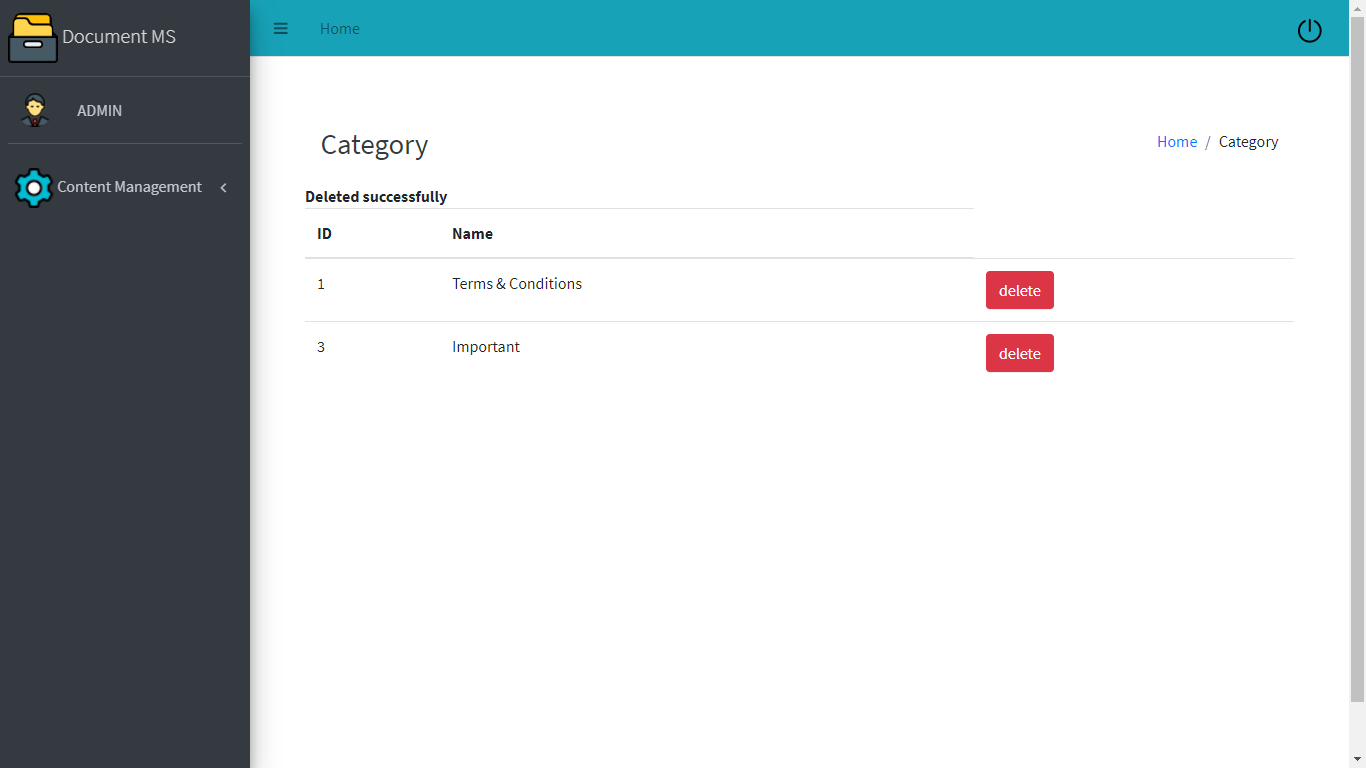 Document MS
Home
ADMIN
Content Management
Category
Home / Category
Deleted successfully
ID Name
1 Terms & Conditions delete
3 Important delete